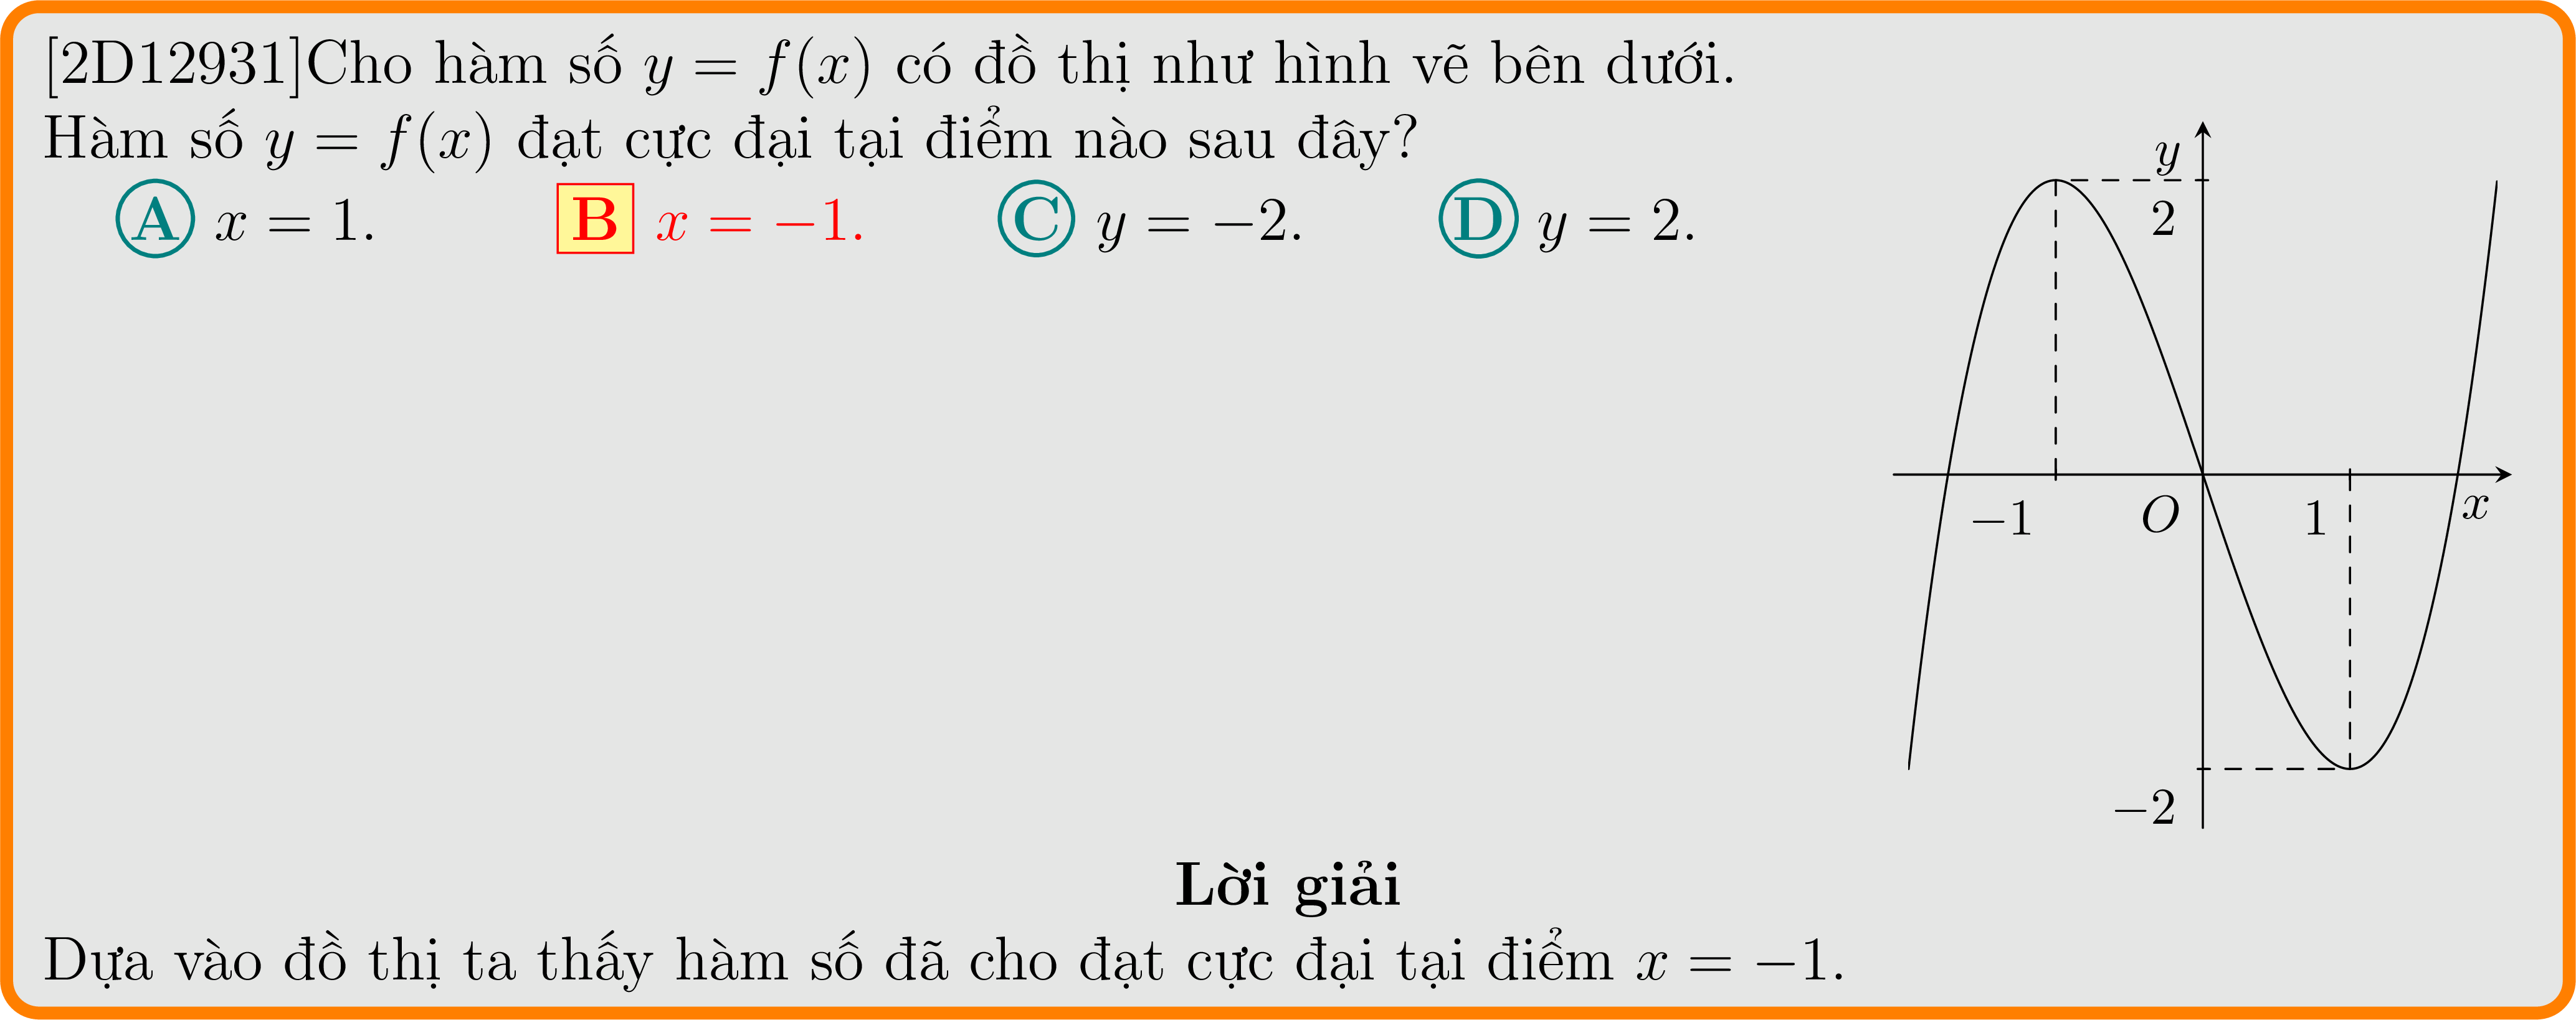 [2D12931]Cho hàm số y = f(x) có đồ thị như hình vẽ bên dưới.
Hàm số y = f(x) đạt cực đại tại điểm nào sau đây?
A x = 1. B x = −1. C y = −2. D y = 2.
y
2
−1 O 1 x
−2
Lời giải
Dựa vào đồ thị ta thấy hàm số đã cho đạt cực đại tại điểm x = −1.